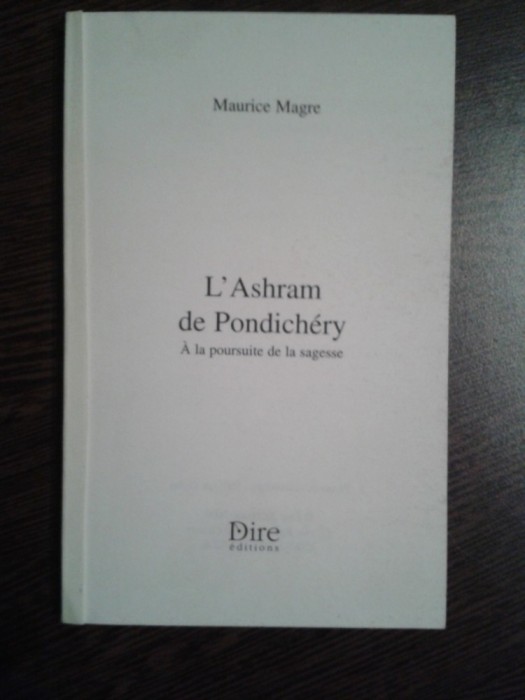 Maurice Magre
L'Ashram
de Pondichéry
À la poursuite de la sagesse
Dire
éditions